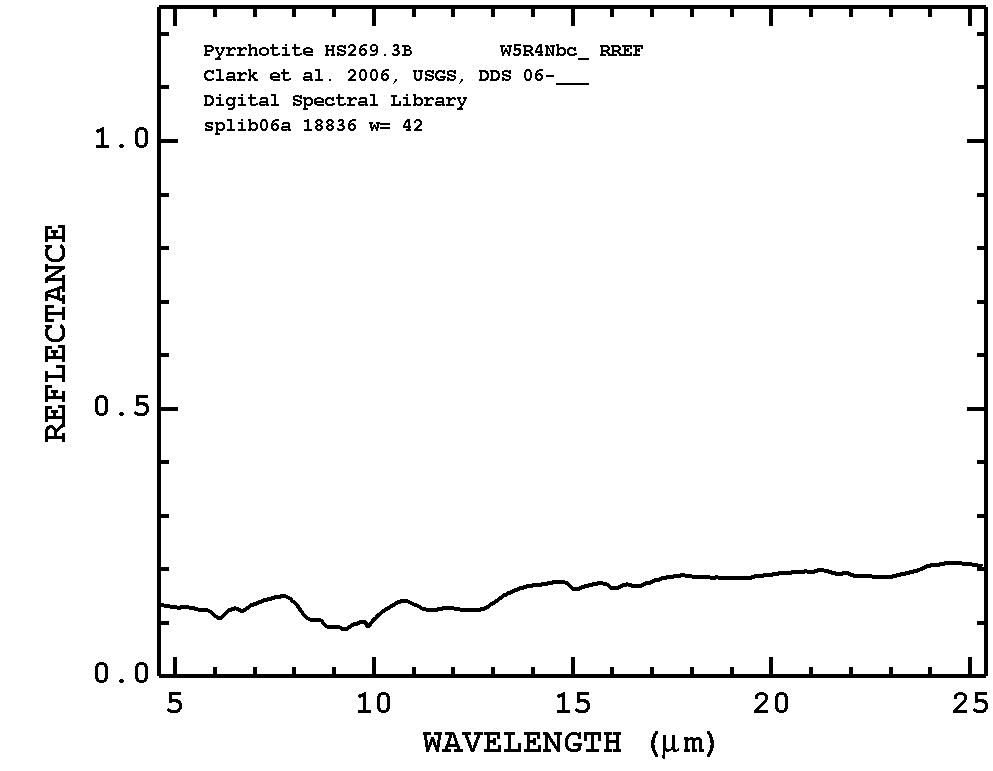 Pyrrhotite HS269.3B W5R4Nbc_ RREF
Clark et al. 2006, USGS, DDS 06-___
Digital Spectral Library
splib06a 18836 w= 42
1.0
0.5
0.0
REFLECTANCE
5 10 15 20 25
WAVELENGTH (μm)